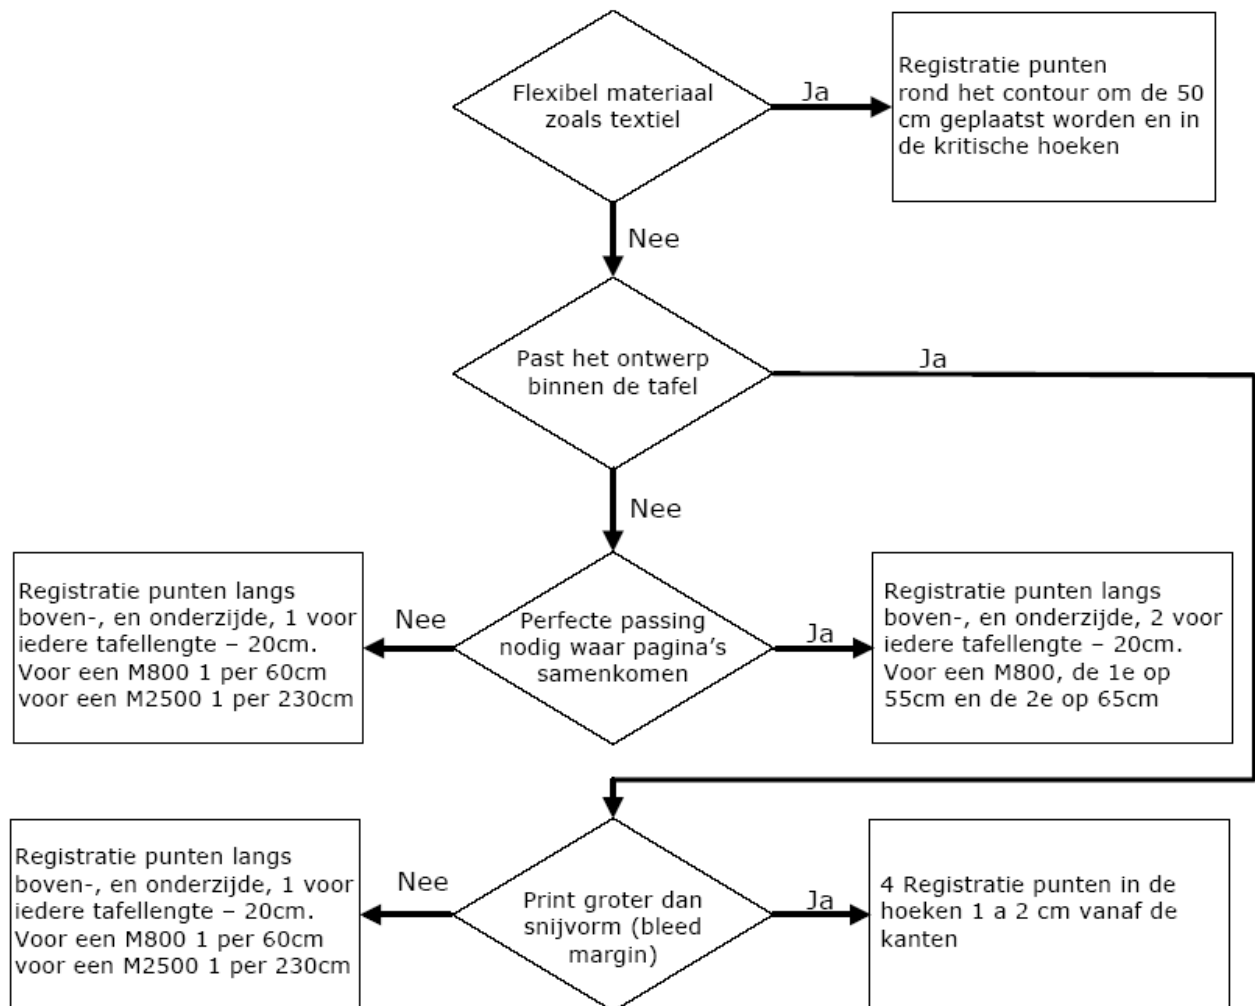 Flexibel materiaal
zoals textiel
Ja
Registratie punten
rond het contour om de 50
cm geplaatst worden en in
de kritische hoeken
Nee
Past het ontwerp
binnen de tafel
Ja
Nee
Registratie punten langs
boven-, en onderzijde, 1 voor
iedere tafellengte – 20cm.
Voor een M800 1 per 60cm
voor een M2500 1 per 230cm
Nee
Perfecte passing
nodig waar pagina’s
samenkomen
Ja
Registratie punten langs
boven-, en onderzijde, 2 voor
iedere tafellengte – 20cm.
Voor een M800, de 1e op
55cm en de 2e op 65cm
Registratie punten langs
boven-, en onderzijde, 1 voor
iedere tafellengte – 20cm.
Voor een M800 1 per 60cm
voor een M2500 1 per 230cm
Nee
Print groter dan
snijvorm (bleed
margin)
Ja
4 Registratie punten in de
hoeken 1 a 2 cm vanaf de
kanten